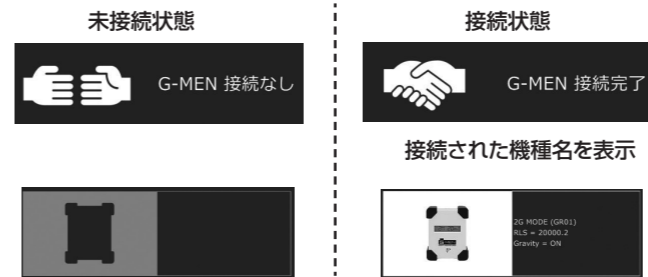 未接続状態
G-MEN 接続なし
接続状態
G-MEN 接続完了
接続された機種名を表示
2G MODE (GR01)
RLS = 20000.2
Gravity = ON